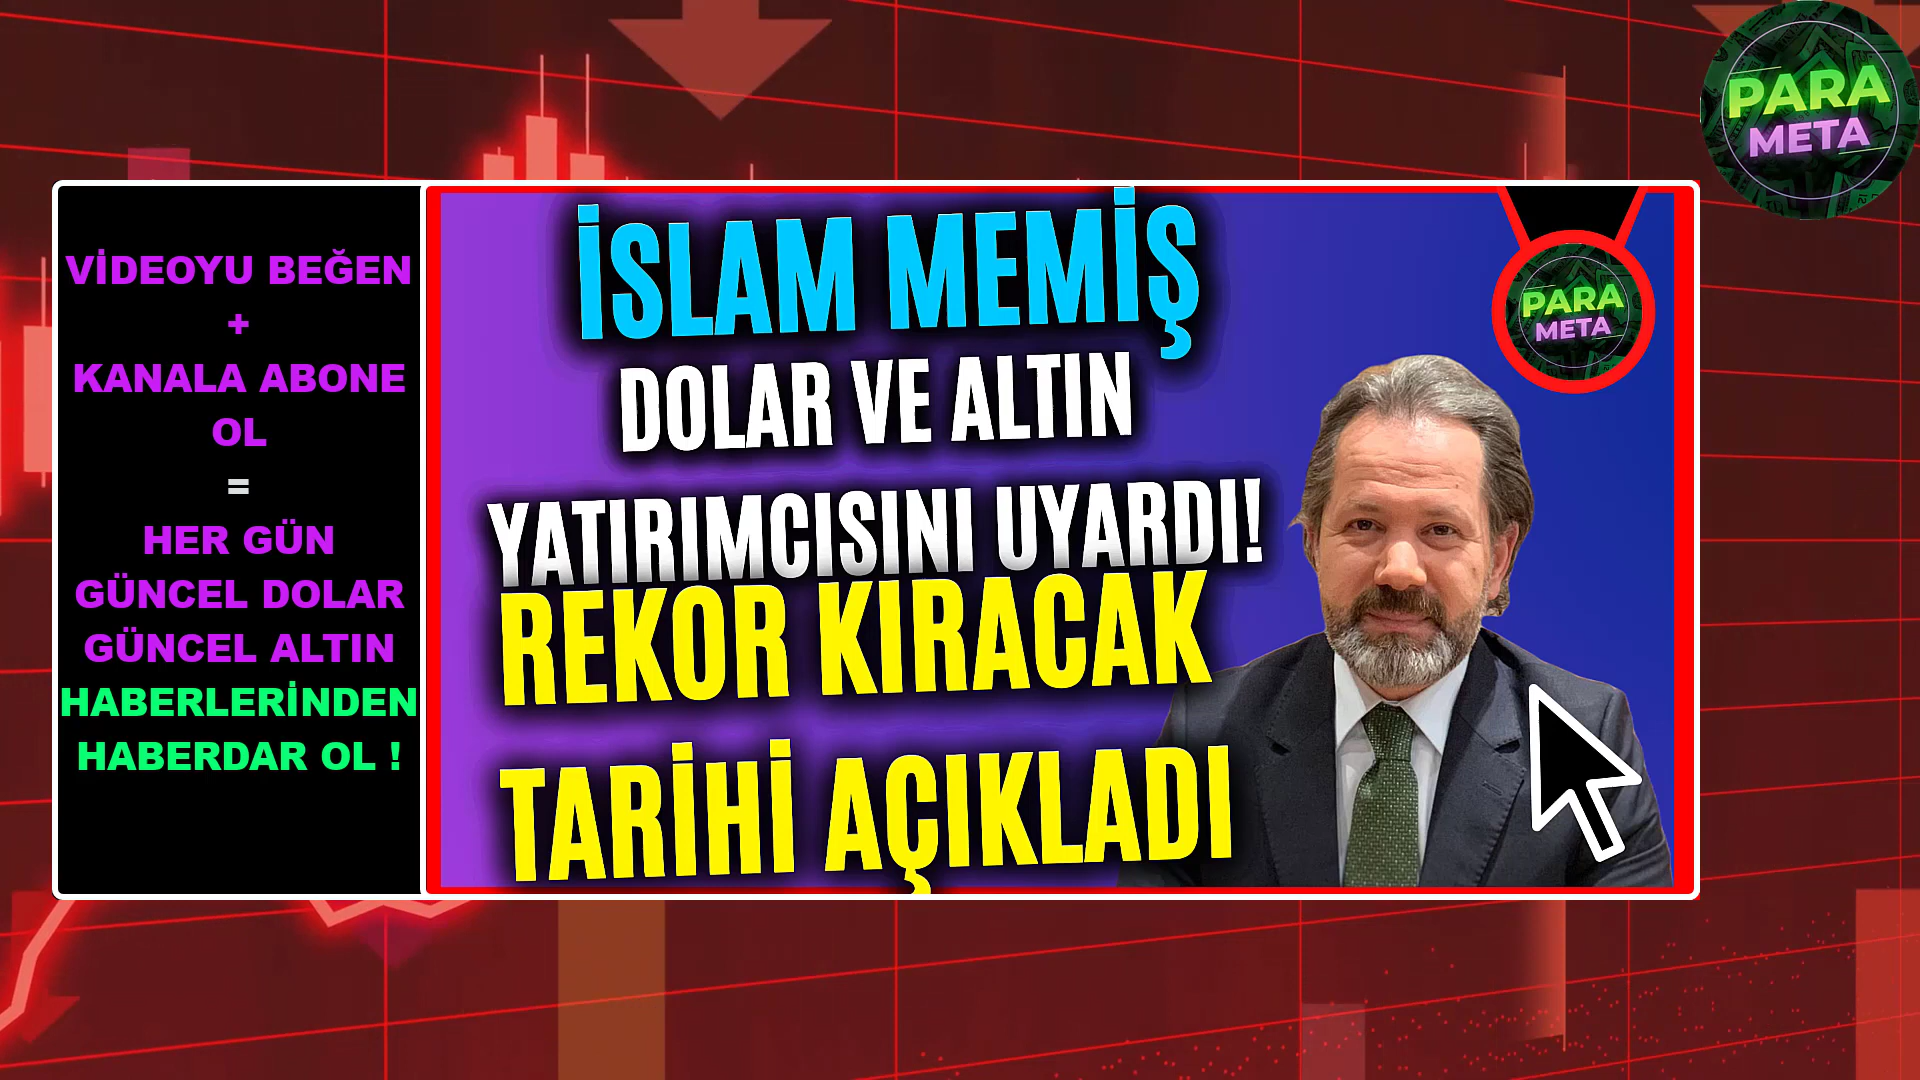 PARA
META
VİDEOYU BEĞEN
+
KANALA ABONE
OL
=
HER GÜN
GÜNCEL DOLAR
GÜNCEL ALTIN
HABERLERİNDEN
HABERDAR OL !
İSLAM MEMİŞ
DOLAR VE ALTIN
YATIRIMCISINI UYARDI!
REKOR KIRACAK
TARİHİ AÇIKLADI
PARA
META